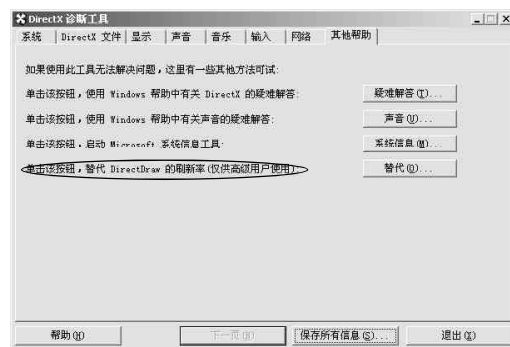 DirectX 诊断工具
系统 DirectX 文件 显示 声音 音乐 输入 网络 其他帮助
如果使用此工具无法解决问题，这里有一些其他方法可试:
单击该按钮，使用 Windows 帮助中有关 DirectX 的疑难解答: 疑难解答(T)...
单击该按钮，使用 Windows 帮助中有关声音的疑难解答: 声音(U)...
单击该按钮，启动 Microsoft 系统信息工具: 系统信息(M)...
单击该按钮，替代 DirectDraw 的刷新率(仅供高级用户使用): 替代(O)...
帮助(H) 下一页(N) 保存所有信息(S)... 退出(X)